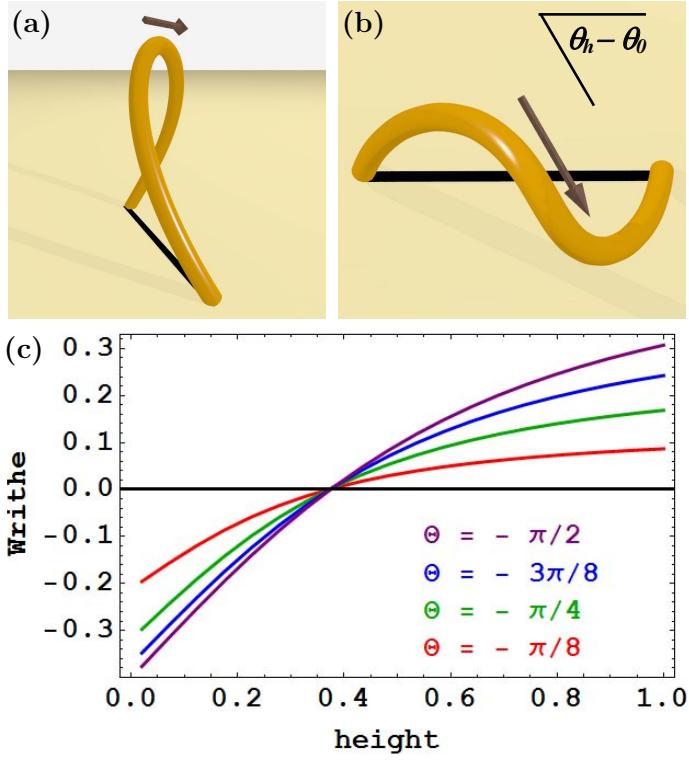 (a)
(b)
θh – θ0
(c)
0.3
0.2
0.1
0.0
-0.1
-0.2
-0.3
Writhe
Θ = - π/2
Θ = - 3π/8
Θ = - π/4
Θ = - π/8
0.0 0.2 0.4 0.6 0.8 1.0
height